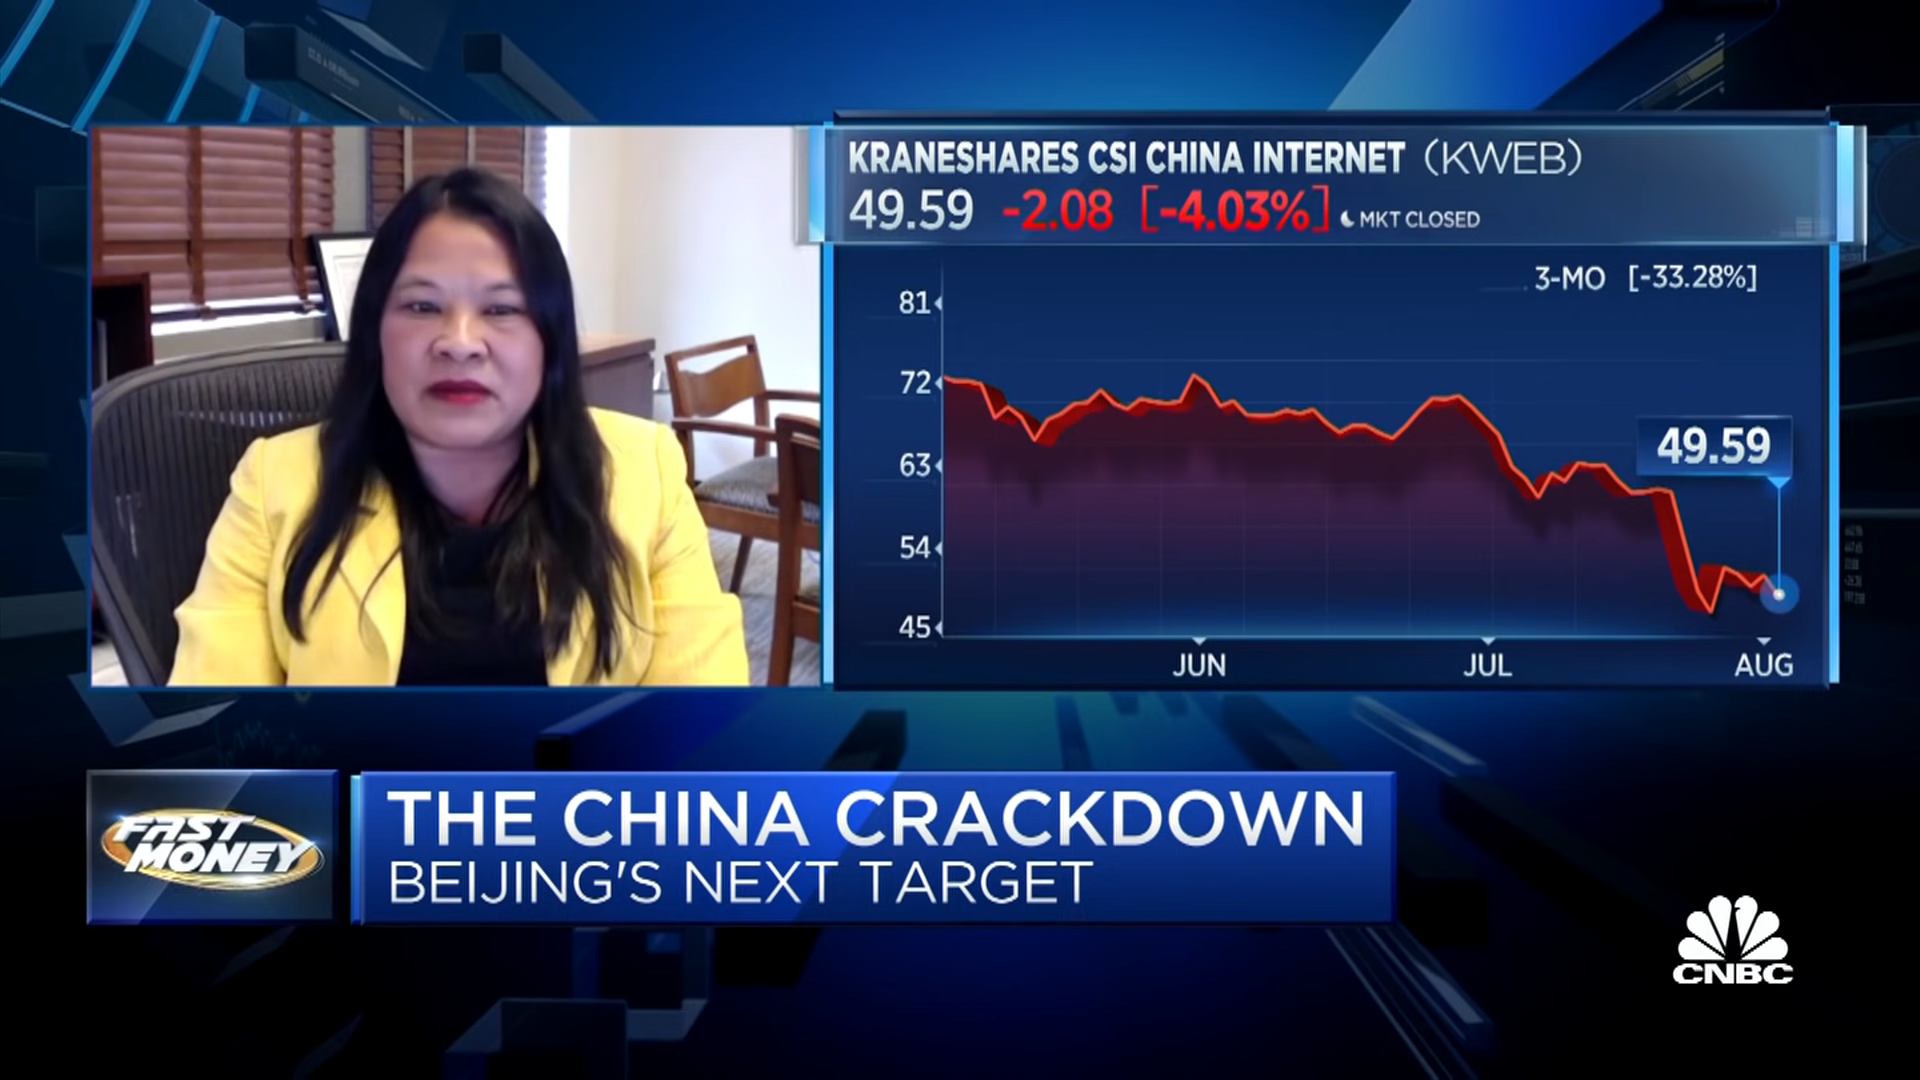 KRANESHARES CSI CHINA INTERNET (KWEB)
49.59 -2.08 [-4.03%] MKT CLOSED
3-MO [-33.28%]
81
72
63
54
45
49.59
JUN JUL AUG
FAST MONEY
THE CHINA CRACKDOWN
BEIJING'S NEXT TARGET
CNBC